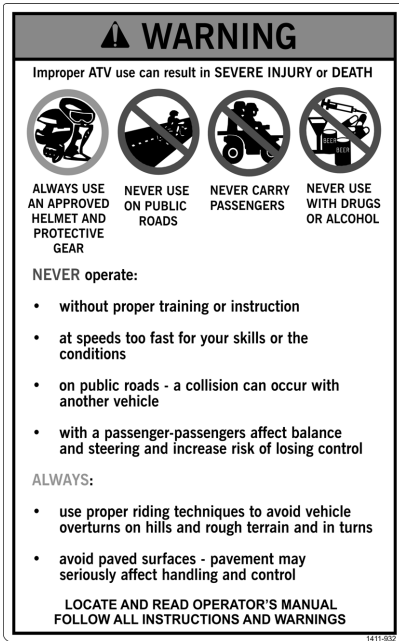 WARNING
Improper ATV use can result in SEVERE INJURY or DEATH
BEER
BEER
ALWAYS USE
AN APPROVED
HELMET AND
PROTECTIVE
GEAR
NEVER USE
ON PUBLIC
ROADS
NEVER CARRY
PASSENGERS
NEVER USE
WITH DRUGS
OR ALCOHOL
NEVER operate:
• without proper training or instruction
• at speeds too fast for your skills or the
conditions
• on public roads - a collision can occur with
another vehicle
• with a passenger-passengers affect balance
and steering and increase risk of losing control
ALWAYS:
• use proper riding techniques to avoid vehicle
overturns on hills and rough terrain and in turns
• avoid paved surfaces - pavement may
seriously affect handling and control
LOCATE AND READ OPERATOR'S MANUAL
FOLLOW ALL INSTRUCTIONS AND WARNINGS
1411-932